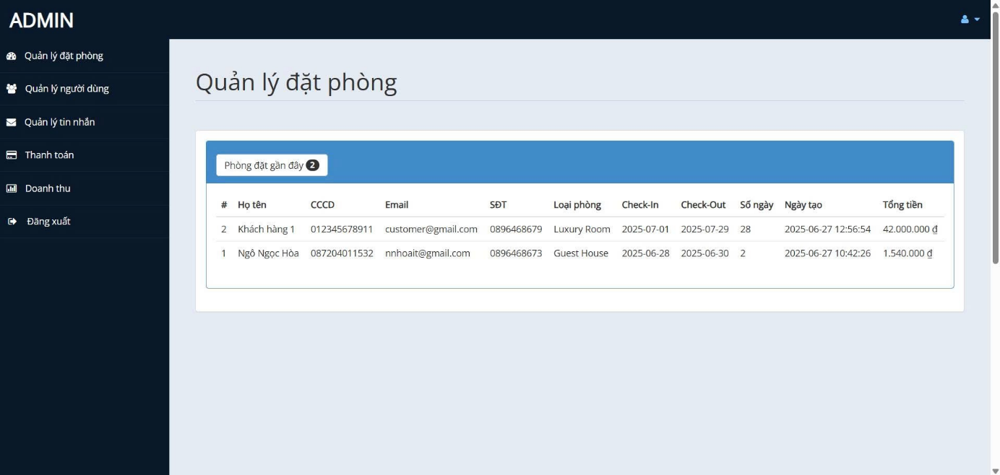 ADMIN
Quản lý đặt phòng
Quản lý người dùng
Quản lý tin nhắn
Thanh toán
Doanh thu
Đăng xuất
Quản lý đặt phòng
Phòng đặt gần đây 2
# Họ tên CCCD Email SĐT Loại phòng Check-In Check-Out Số ngày Ngày tạo Tổng tiền
2 Khách hàng 1 012345678911 customer@gmail.com 0896468679 Luxury Room 2025-07-01 2025-07-29 28 2025-06-27 12:56:54 42.000.000 ₫
1 Ngô Ngọc Hòa 087204011532 nnhoait@gmail.com 0896468673 Guest House 2025-06-28 2025-06-30 2 2025-06-27 10:42:26 1.540.000 ₫